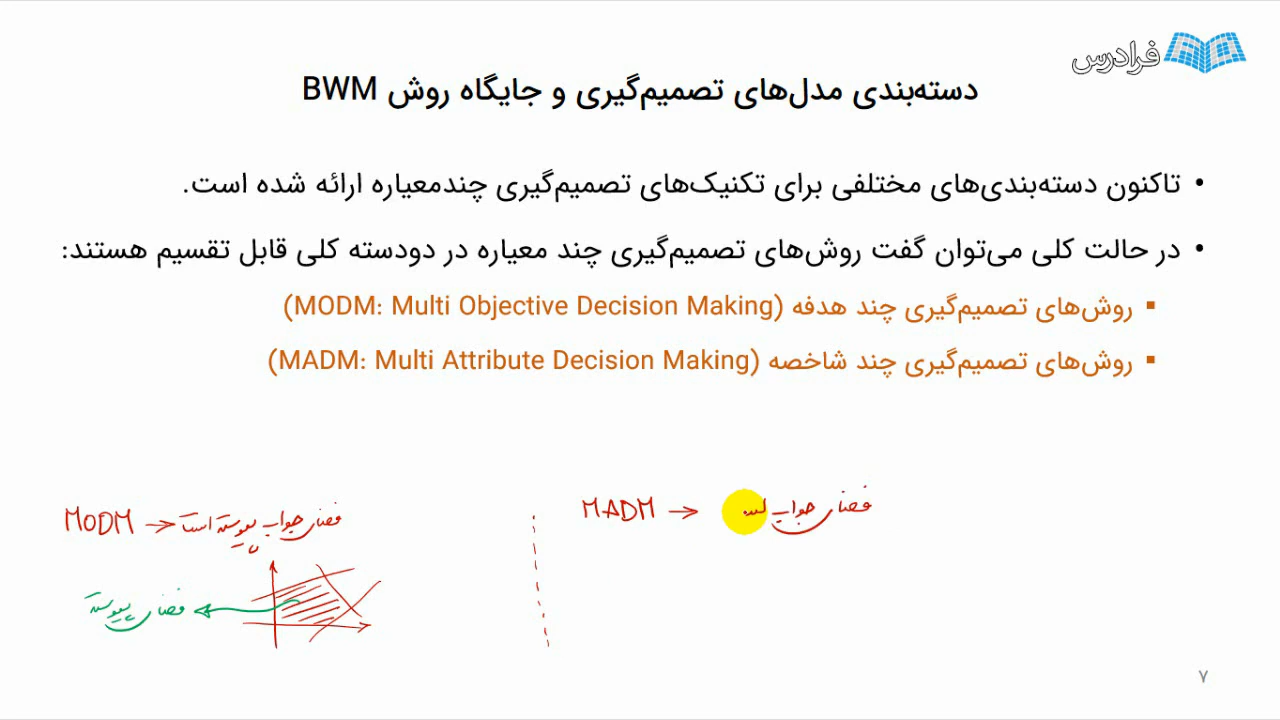 فرادرس
دسته‌بندی مدل‌های تصمیم‌گیری و جایگاه روش BWM
• تاکنون دسته‌بندی‌های مختلفی برای تکنیک‌های تصمیم‌گیری چندمعیاره ارائه شده است.
• در حالت کلی می‌توان گفت روش‌های تصمیم‌گیری چند معیاره در دودسته کلی قابل تقسیم هستند:
▪ روش‌های تصمیم‌گیری چند هدفه (MODM: Multi Objective Decision Making)
▪ روش‌های تصمیم‌گیری چند شاخصه (MADM: Multi Attribute Decision Making)
MADM → فضای جواب
MODM → فضای جواب پیوسته است
فضای پیوسته
۷